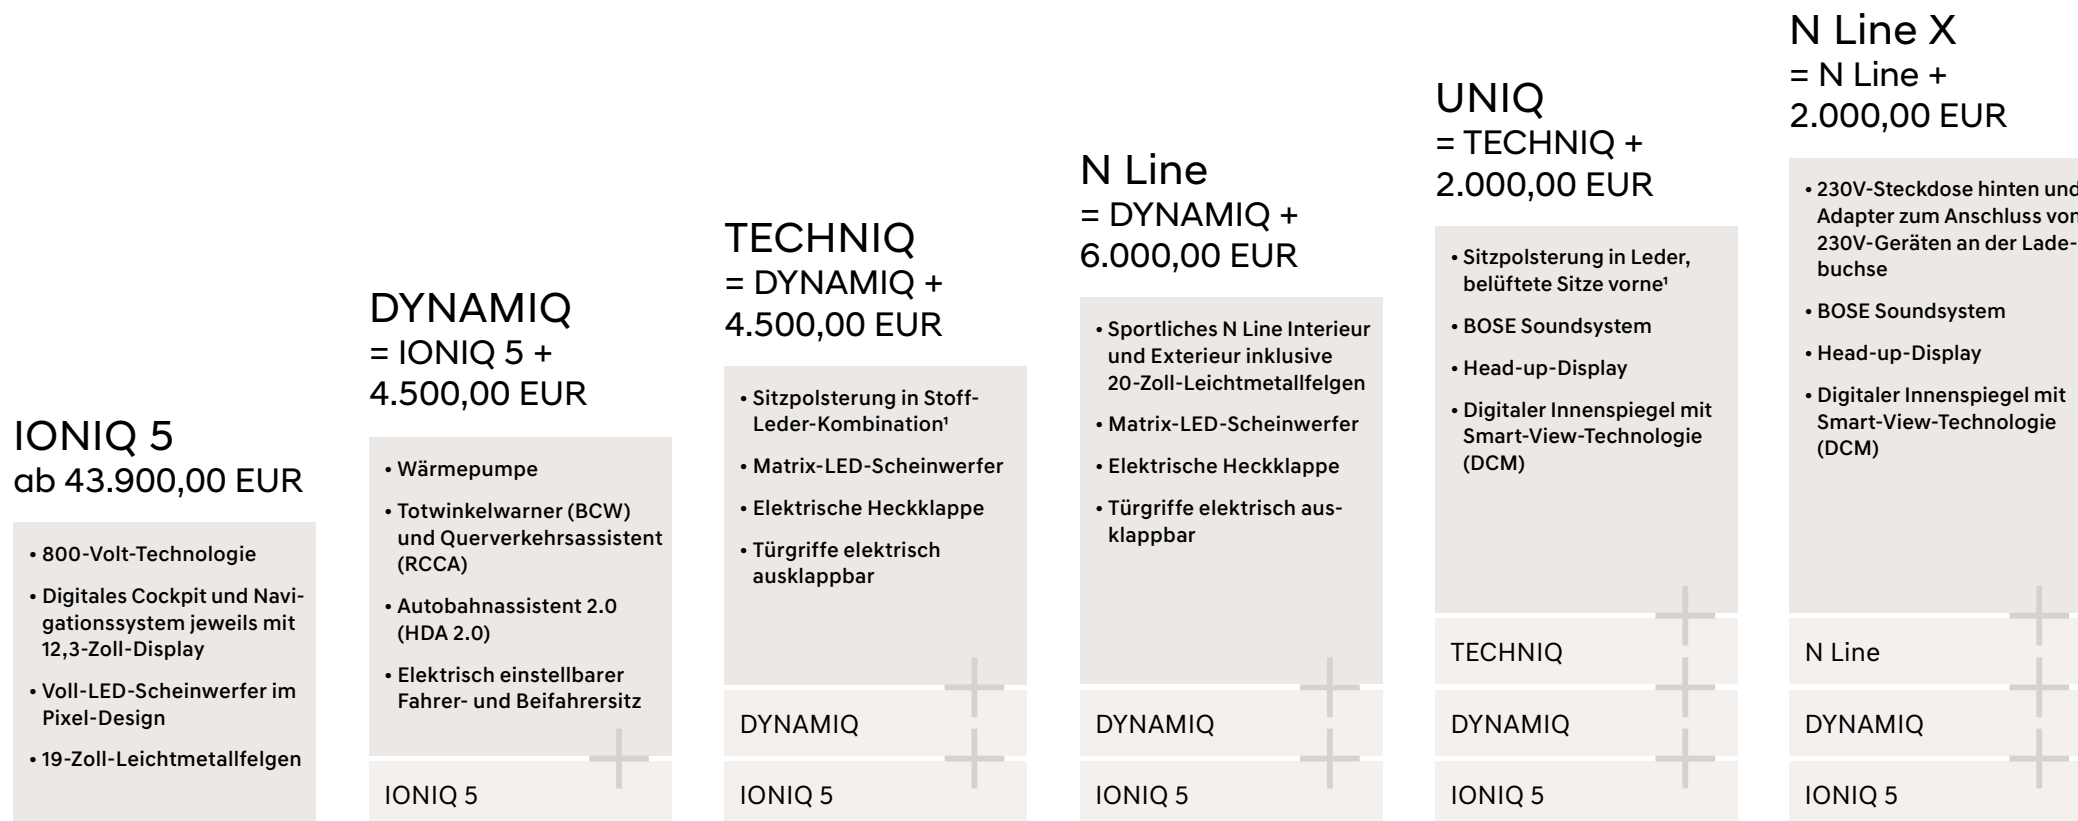 IONIQ 5
ab 43.900,00 EUR
• 800-Volt-Technologie
• Digitales Cockpit und Navi-
gationssystem jeweils mit
12,3-Zoll-Display
• Voll-LED-Scheinwerfer im
Pixel-Design
• 19-Zoll-Leichtmetallfelgen
DYNAMIQ
= IONIQ 5 +
4.500,00 EUR
• Wärmepumpe
• Totwinkelwarner (BCW)
und Querverkehrsassistent
(RCCA)
• Autobahnassistent 2.0
(HDA 2.0)
• Elektrisch einstellbarer
Fahrer- und Beifahrersitz
IONIQ 5
TECHNIQ
= DYNAMIQ +
4.500,00 EUR
• Sitzpolsterung in Stoff-
Leder-Kombination¹
• Matrix-LED-Scheinwerfer
• Elektrische Heckklappe
• Türgriffe elektrisch
ausklappbar
DYNAMIQ
IONIQ 5
N Line
= DYNAMIQ +
6.000,00 EUR
• Sportliches N Line Interieur
und Exterieur inklusive
20-Zoll-Leichtmetallfelgen
• Matrix-LED-Scheinwerfer
• Elektrische Heckklappe
• Türgriffe elektrisch aus-
klappbar
DYNAMIQ
IONIQ 5
UNIQ
= TECHNIQ +
2.000,00 EUR
• Sitzpolsterung in Leder,
belüftete Sitze vorne¹
• BOSE Soundsystem
• Head-up-Display
• Digitaler Innenspiegel mit
Smart-View-Technologie
(DCM)
TECHNIQ
DYNAMIQ
IONIQ 5
N Line X
= N Line +
2.000,00 EUR
• 230V-Steckdose hinten und
Adapter zum Anschluss von
230V-Geräten an der Lade-
buchse
• BOSE Soundsystem
• Head-up-Display
• Digitaler Innenspiegel mit
Smart-View-Technologie
(DCM)
N Line
DYNAMIQ
IONIQ 5